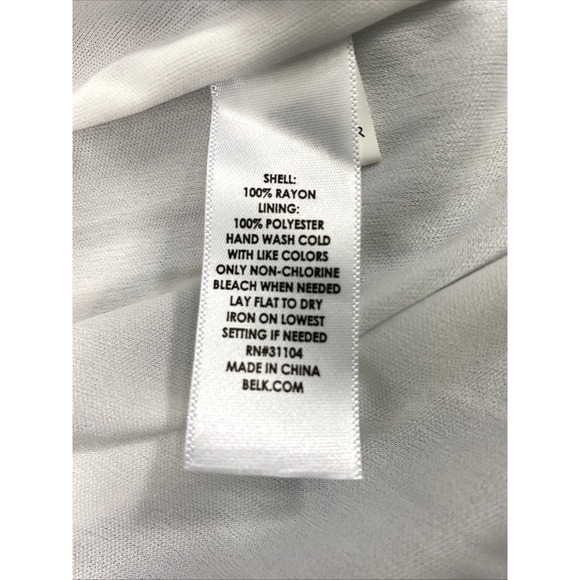 R
SHELL:
100% RAYON
LINING:
100% POLYESTER
HAND WASH COLD
WITH LIKE COLORS
ONLY NON-CHLORINE
BLEACH WHEN NEEDED
LAY FLAT TO DRY
IRON ON LOWEST
SETTING IF NEEDED
RN#31104
MADE IN CHINA
BELK.COM